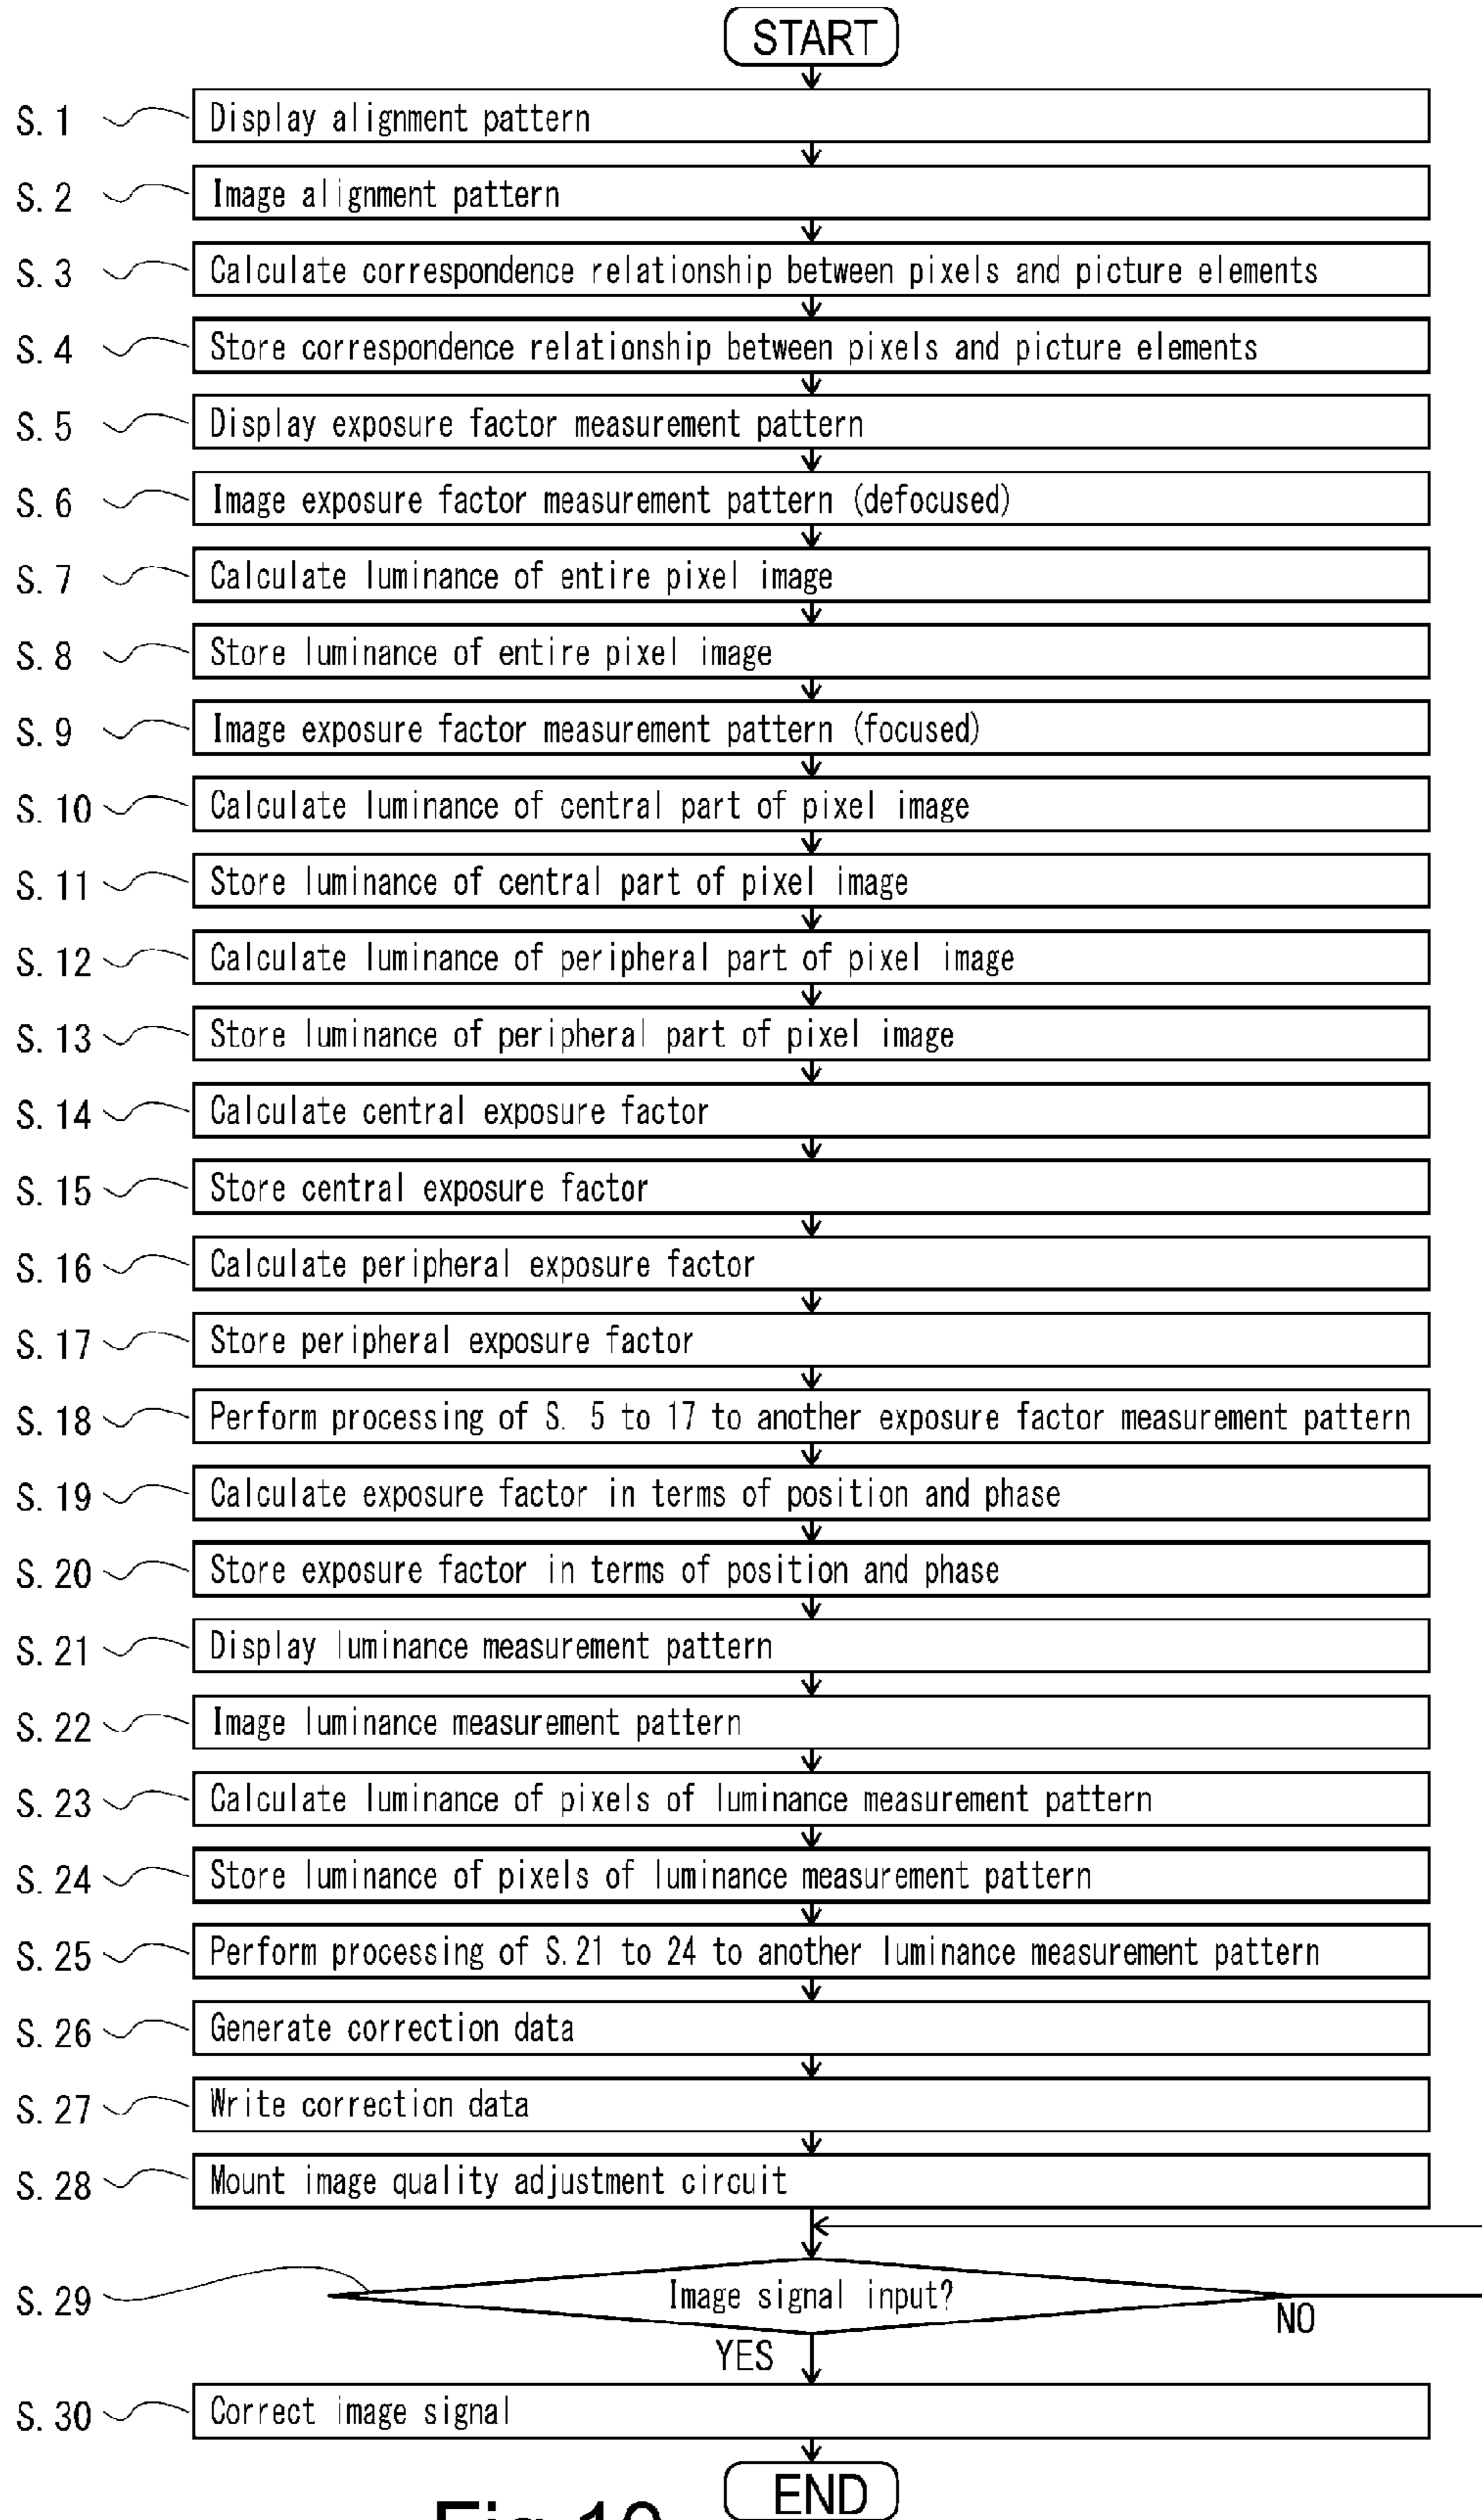 START
S. 1 Display alignment pattern
S. 2 Image alignment pattern
S. 3 Calculate correspondence relationship between pixels and picture elements
S. 4 Store correspondence relationship between pixels and picture elements
S. 5 Display exposure factor measurement pattern
S. 6 Image exposure factor measurement pattern (defocused)
S. 7 Calculate luminance of entire pixel image
S. 8 Store luminance of entire pixel image
S. 9 Image exposure factor measurement pattern (focused)
S. 10 Calculate luminance of central part of pixel image
S. 11 Store luminance of central part of pixel image
S. 12 Calculate luminance of peripheral part of pixel image
S. 13 Store luminance of peripheral part of pixel image
S. 14 Calculate central exposure factor
S. 15 Store central exposure factor
S. 16 Calculate peripheral exposure factor
S. 17 Store peripheral exposure factor
S. 18 Perform processing of S. 5 to 17 to another exposure factor measurement pattern
S. 19 Calculate exposure factor in terms of position and phase
S. 20 Store exposure factor in terms of position and phase
S. 21 Display luminance measurement pattern
S. 22 Image luminance measurement pattern
S. 23 Calculate luminance of pixels of luminance measurement pattern
S. 24 Store luminance of pixels of luminance measurement pattern
S. 25 Perform processing of S.21 to 24 to another luminance measurement pattern
S. 26 Generate correction data
S. 27 Write correction data
S. 28 Mount image quality adjustment circuit
S. 29 Image signal input?
NO
YES
S. 30 Correct image signal
END